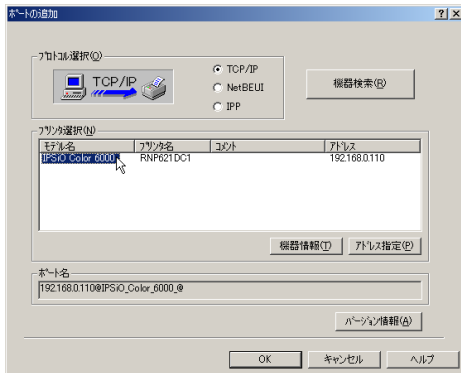 ポートの追加
プロトコル選択(O)
TCP/IP
TCP/IP
NetBEUI
IPP
機器検索(R)
プリンタ選択(N)
モデル名 プリンタ名 コメント アドレス
IPSiO Color 6000 RNP621DC1 192.168.0.110
機器情報(T) アドレス指定(P)
ポート名
192.168.0.110@IPSiO_Color_6000_@
バージョン情報(A)
OK キャンセル ヘルプ